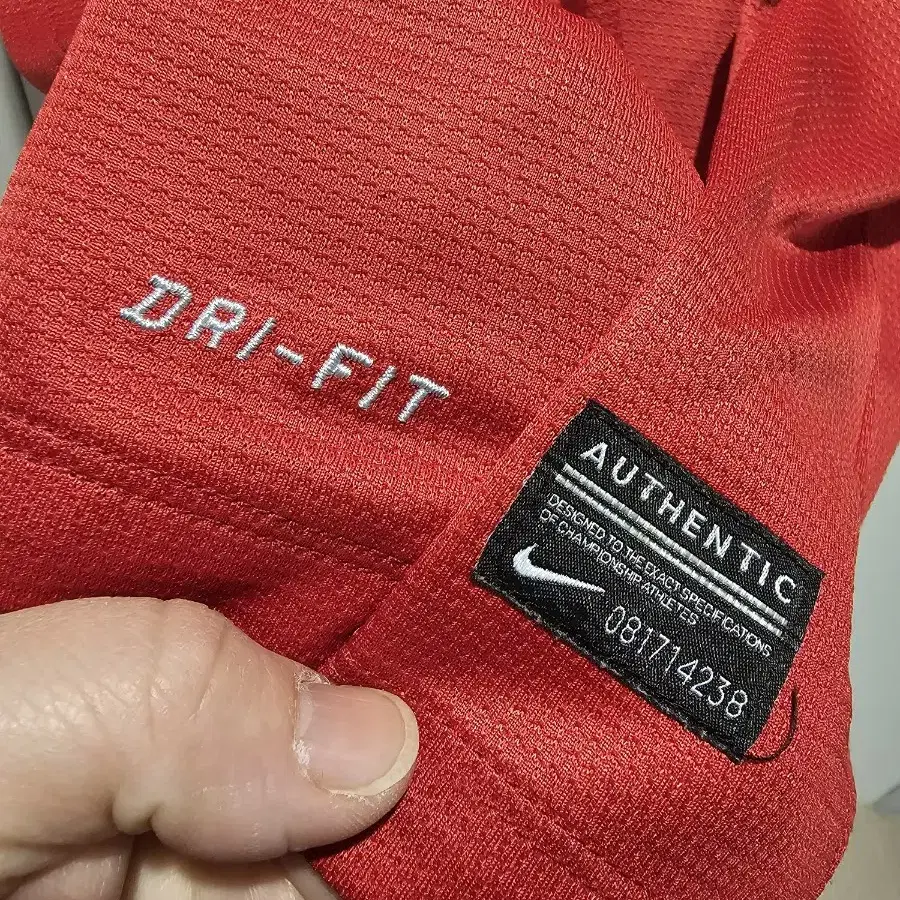 DRI-FIT
AUTHENTIC
DESIGNED TO THE EXACT SPECIFICATIONS
OF CHAMPIONSHIP ATHLETES
081714238